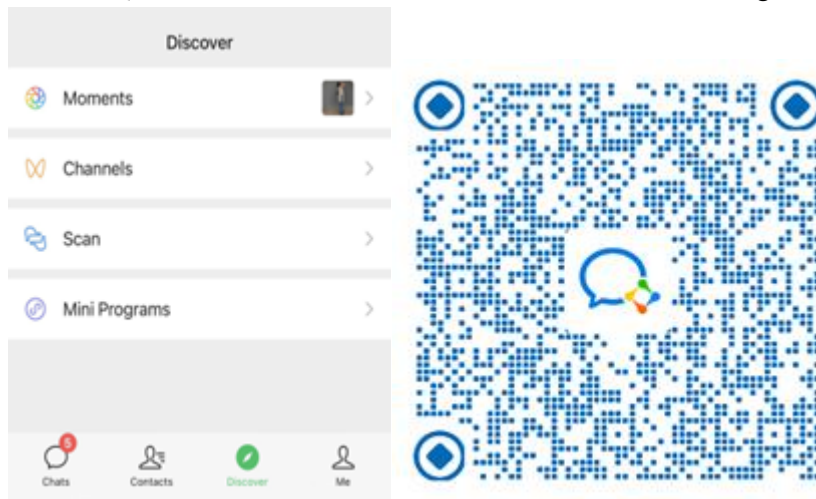 Discover
Moments
Channels
Scan
Mini Programs
5
Chats
Contacts
Discover
Me